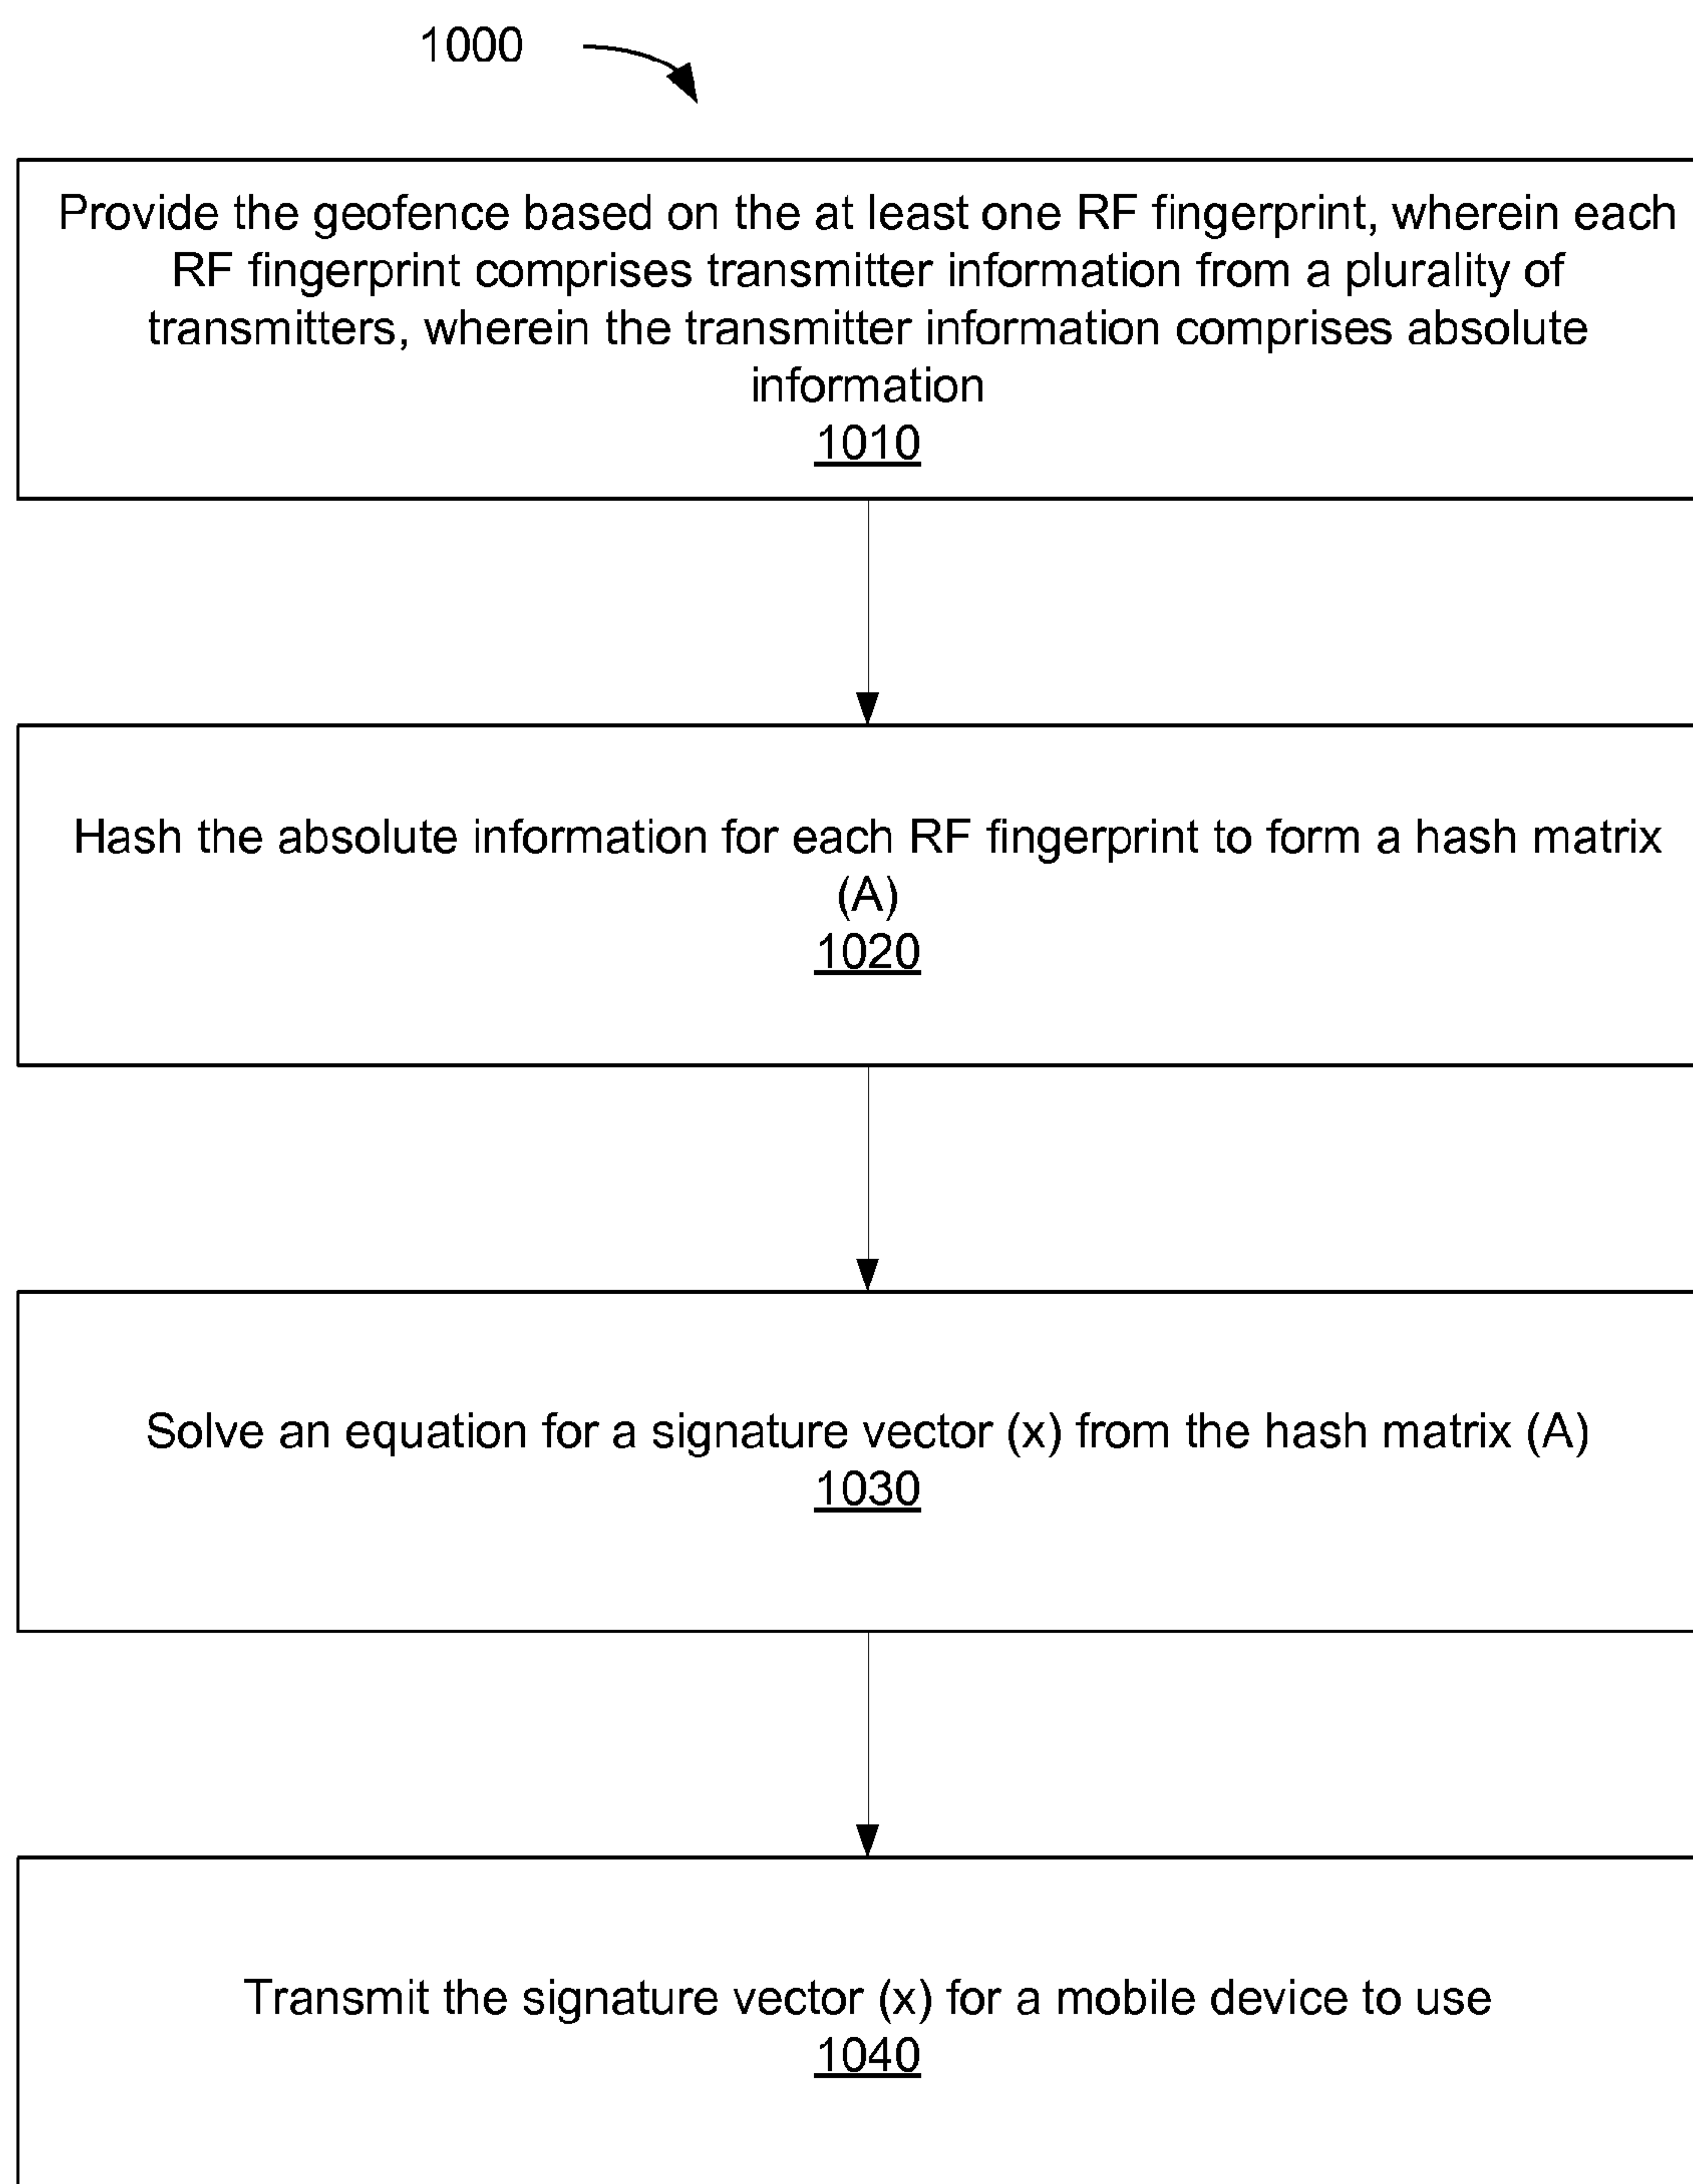 1000
Provide the geofence based on the at least one RF fingerprint, wherein each
RF fingerprint comprises transmitter information from a plurality of
transmitters, wherein the transmitter information comprises absolute
information
1010
Hash the absolute information for each RF fingerprint to form a hash matrix
(A)
1020
Solve an equation for a signature vector (x) from the hash matrix (A)
1030
Transmit the signature vector (x) for a mobile device to use
1040